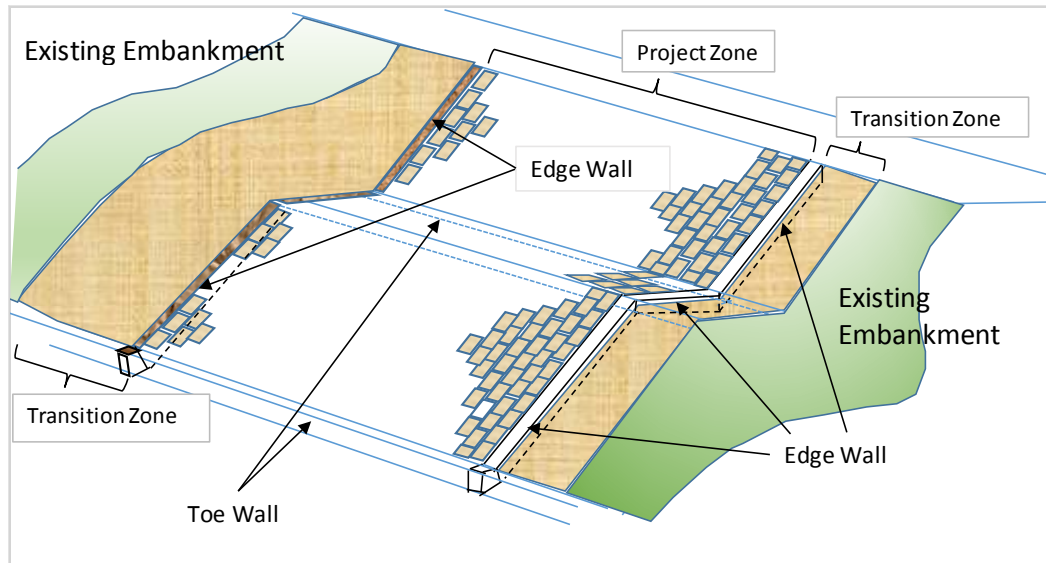 Existing Embankment
Project Zone
Transition Zone
Edge Wall
Existing
Embankment
Transition Zone
Edge Wall
Toe Wall